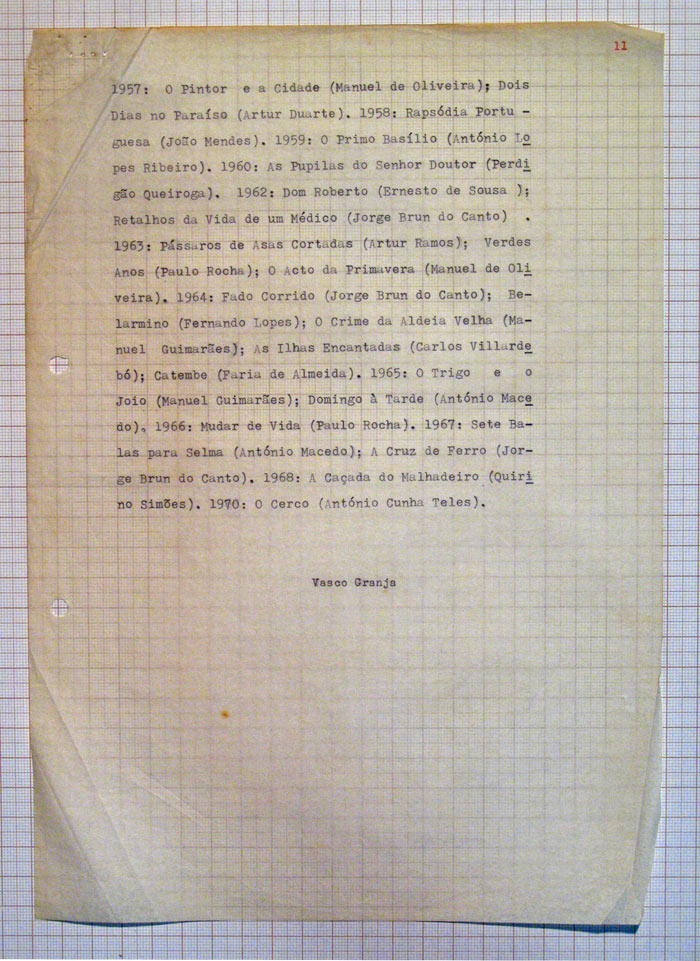 11
1957: O Pintor e a Cidade (Manuel de Oliveira); Dois
Dias no Paraíso (Artur Duarte). 1958: Rapsódia Portu -
guesa (João Mendes). 1959: O Primo Basílio (António Lo
pes Ribeiro). 1960: As Pupilas do Senhor Doutor (Perdi
gão Queiroga). 1962: Dom Roberto (Ernesto de Sousa );
Retalhos da Vida de um Médico (Jorge Brun do Canto) .
1963: Pássaros de Asas Cortadas (Artur Ramos); Verdes
Anos (Paulo Rocha); O Acto da Primavera (Manuel de Oli
veira). 1964: Fado Corrido (Jorge Brun do Canto); Be-
larmino (Fernando Lopes); O Crime da Aldeia Velha (Ma-
nuel Guimarães); As Ilhas Encantadas (Carlos Villarde
bó); Catembe (Faria de Almeida). 1965: O Trigo e o
Joio (Manuel Guimarães); Domingo à Tarde (António Mace
do). 1966: Mudar de Vida (Paulo Rocha). 1967: Sete Ba-
las para Selma (António Macedo); A Cruz de Ferro (Jor-
ge Brun do Canto). 1968: A Caçada do Malhadeiro (Quiri
no Simões). 1970: O Cerco (António Cunha Teles).
Vasco Granja